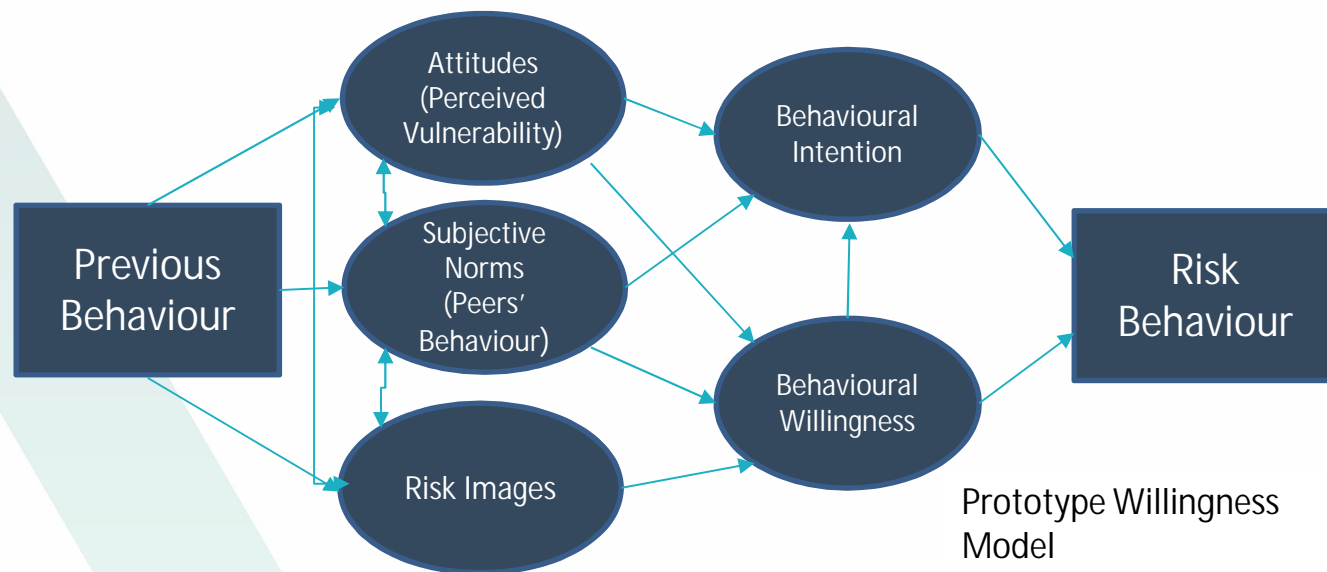 Attitudes
(Perceived
Vulnerability)
Behavioural
Intention
Previous
Behaviour
Subjective
Norms
(Peers'
Behaviour)
Risk
Behaviour
Behavioural
Willingness
Risk Images
Prototype Willingness
Model